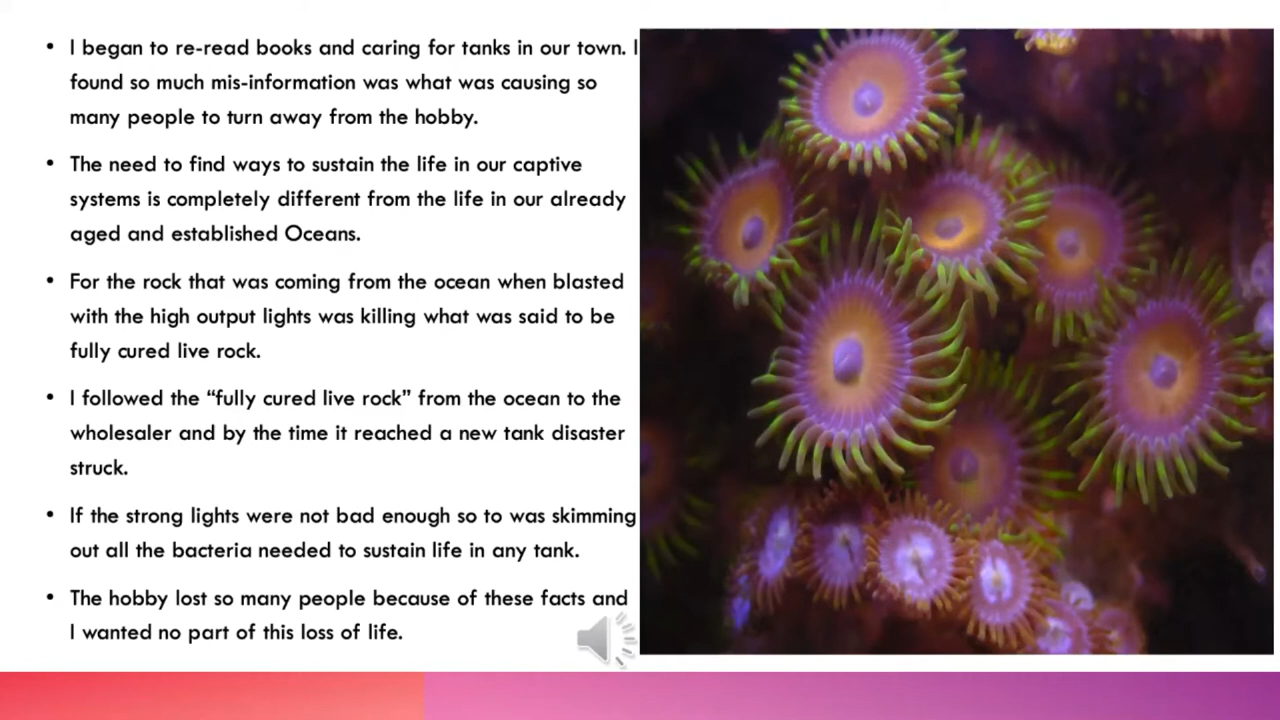 • I began to re-read books and caring for tanks in our town. I
found so much mis-information was what was causing so
many people to turn away from the hobby.
• The need to find ways to sustain the life in our captive
systems is completely different from the life in our already
aged and established Oceans.
• For the rock that was coming from the ocean when blasted
with the high output lights was killing what was said to be
fully cured live rock.
• I followed the “fully cured live rock” from the ocean to the
wholesaler and by the time it reached a new tank disaster
struck.
• If the strong lights were not bad enough so to was skimming
out all the bacteria needed to sustain life in any tank.
• The hobby lost so many people because of these facts and
I wanted no part of this loss of life.